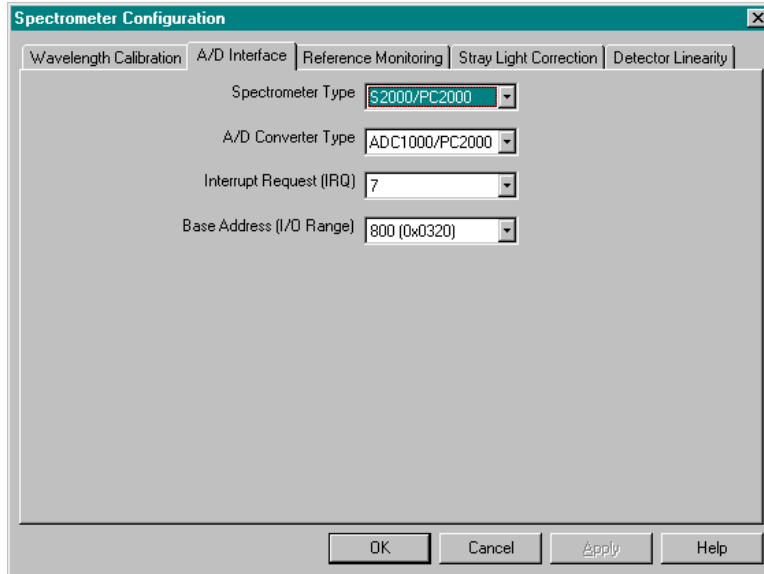 Spectrometer Configuration
Wavelength Calibration A/D Interface Reference Monitoring Stray Light Correction Detector Linearity
Spectrometer Type S2000/PC2000
A/D Converter Type ADC1000/PC2000
Interrupt Request (IRQ) 7
Base Address (I/O Range) 800 (0x0320)
OK Cancel Apply Help